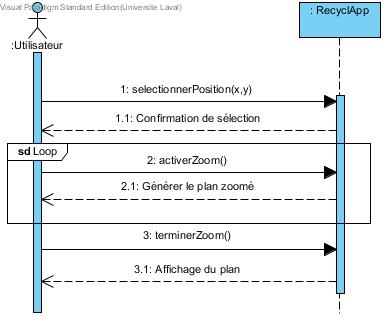 Visual Paradigm Standard Edition(Universite Laval)
: RecyclApp
:Utilisateur
1: selectionnerPosition(x,y)
1.1: Confirmation de sélection
sd Loop
2: activerZoom()
2.1: Générer le plan zoomé
3: terminerZoom()
3.1: Affichage du plan